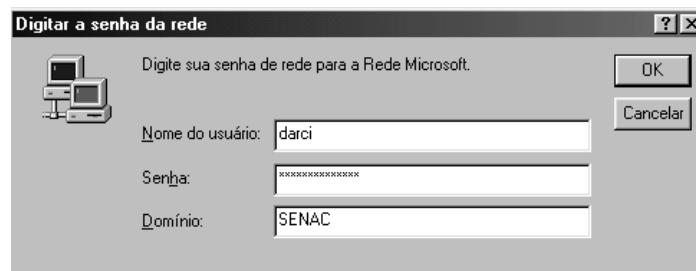 Digitar a senha da rede
Digite sua senha de rede para a Rede Microsoft.
OK
Cancelar
Nome do usuário: darci
Senha: **************
Domínio: SENAC